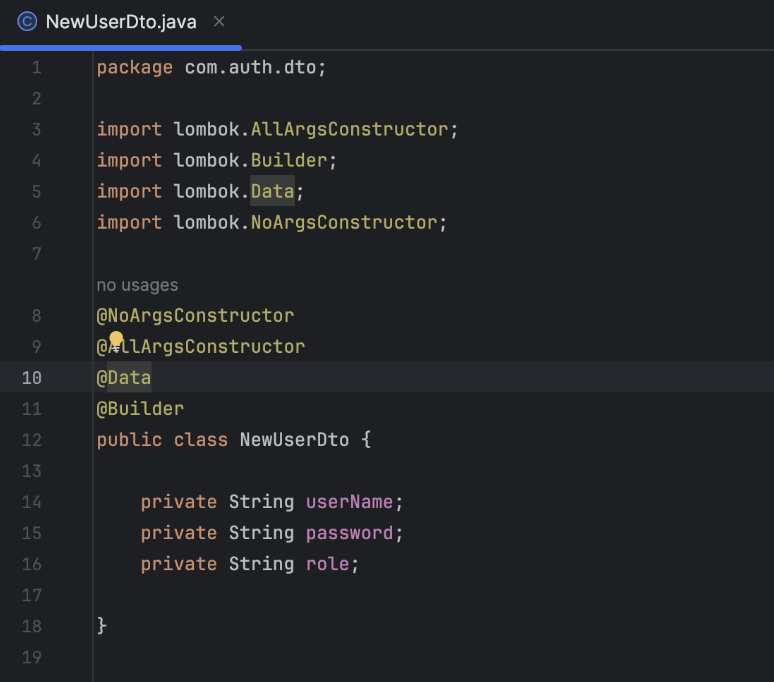 © NewUserDto.java ×
1 package com.auth.dto;
2
3 import lombok.AllArgsConstructor;
4 import lombok.Builder;
5 import lombok.Data;
6 import lombok.NoArgsConstructor;
7
no usages
8 @NoArgsConstructor
9 @AllArgsConstructor
10 @Data
11 @Builder
12 public class NewUserDto {
13
14     private String userName;
15     private String password;
16     private String role;
17
18 }
19